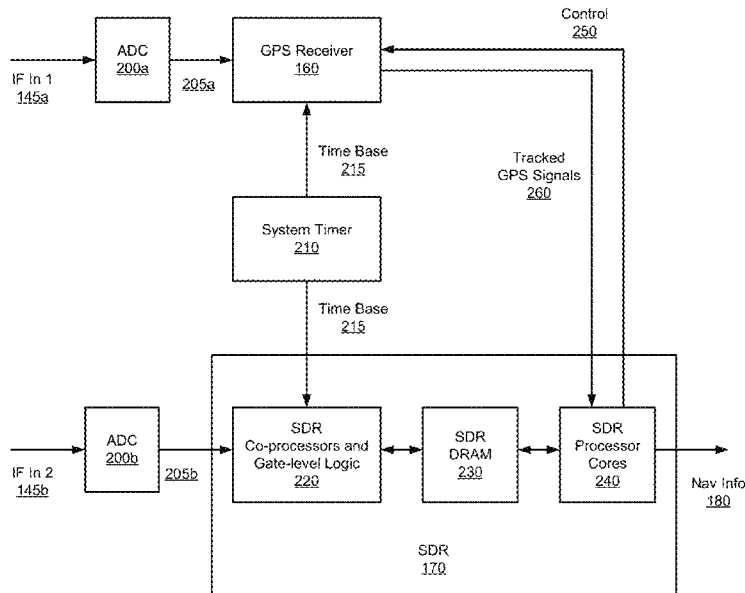 Control
250
ADC
200a
GPS Receiver
160
IF In 1
145a
205a
Time Base
215
Tracked
GPS Signals
260
System Timer
210
Time Base
215
ADC
200b
SDR
Co-processors and
Gate-level Logic
220
SDR
DRAM
230
SDR
Processor
Cores
240
IF In 2
145b
205b
Nav Info
180
SDR
170